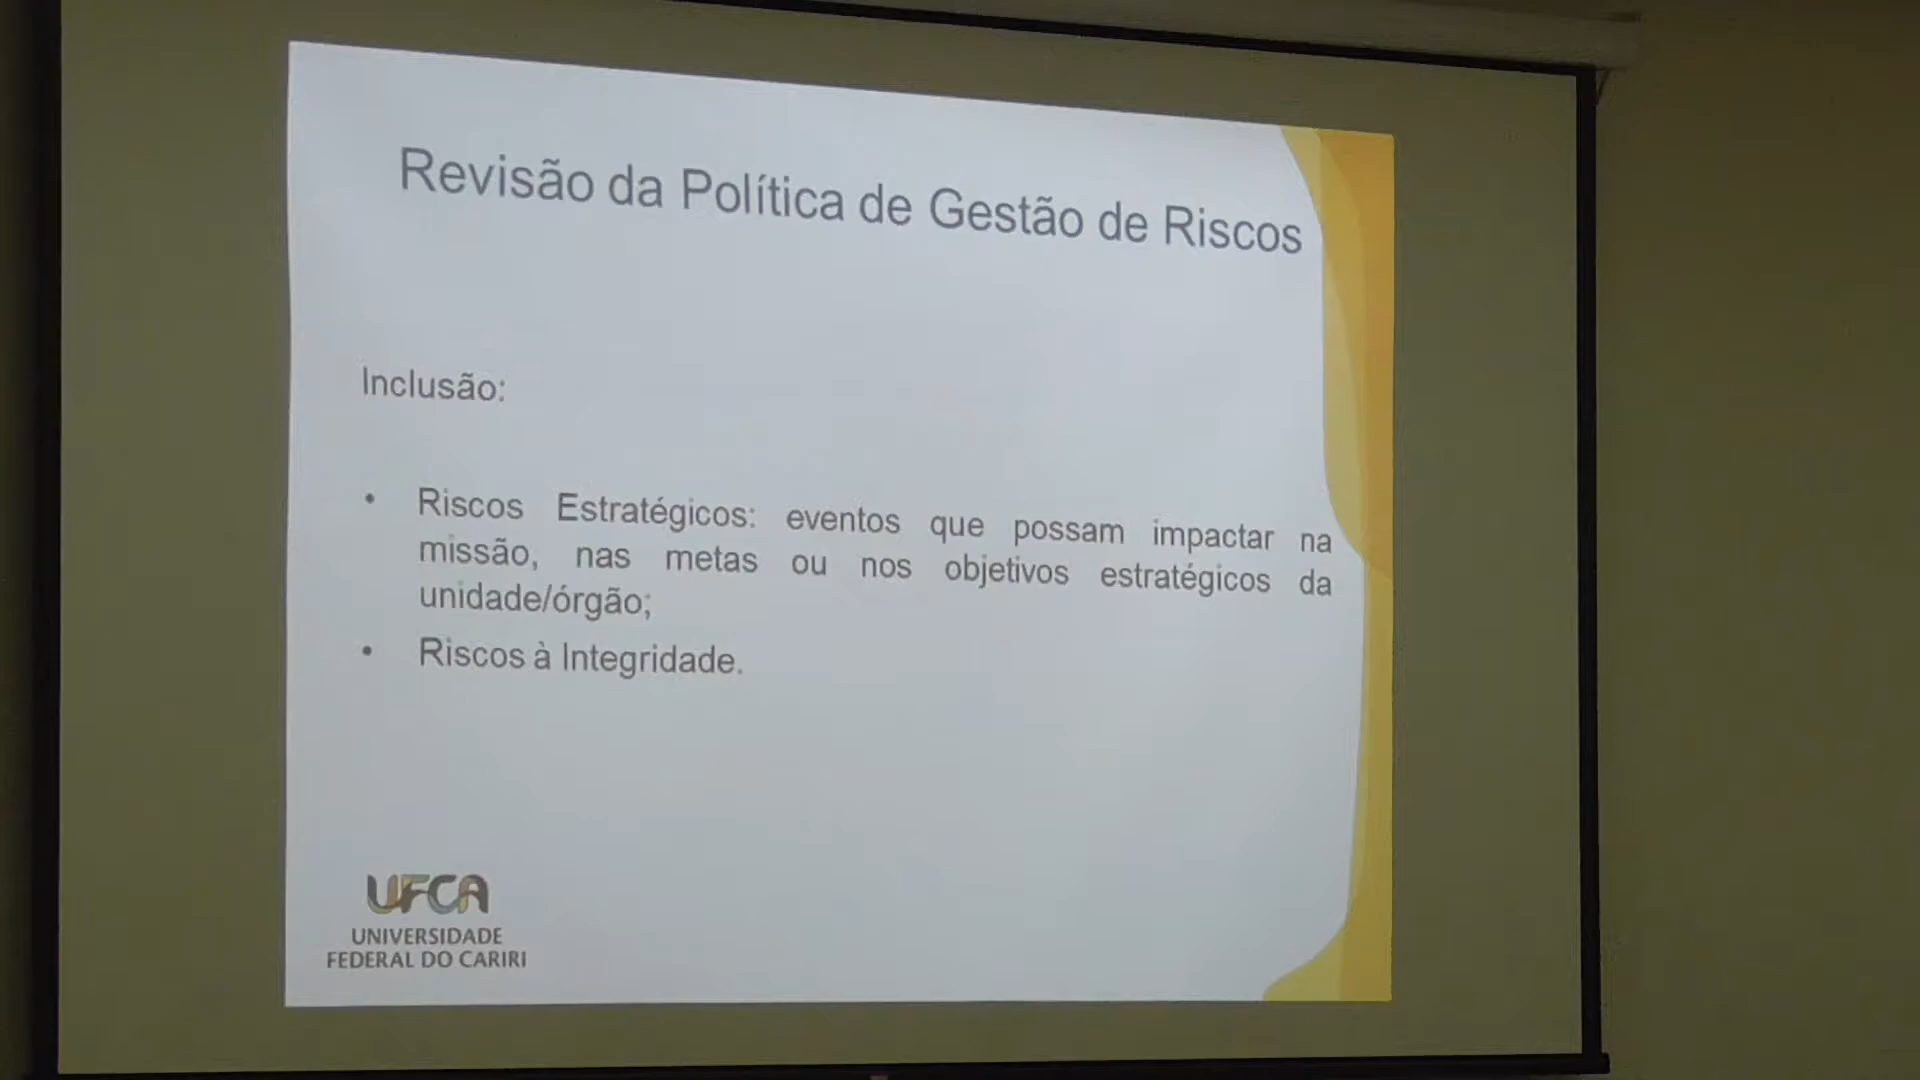 Revisão da Política de Gestão de Riscos
Inclusão:
• Riscos Estratégicos: eventos que possam impactar na
missão, nas metas ou nos objetivos estratégicos da
unidade/órgão;
• Riscos à Integridade.
UFCA
UNIVERSIDADE
FEDERAL DO CARIRI